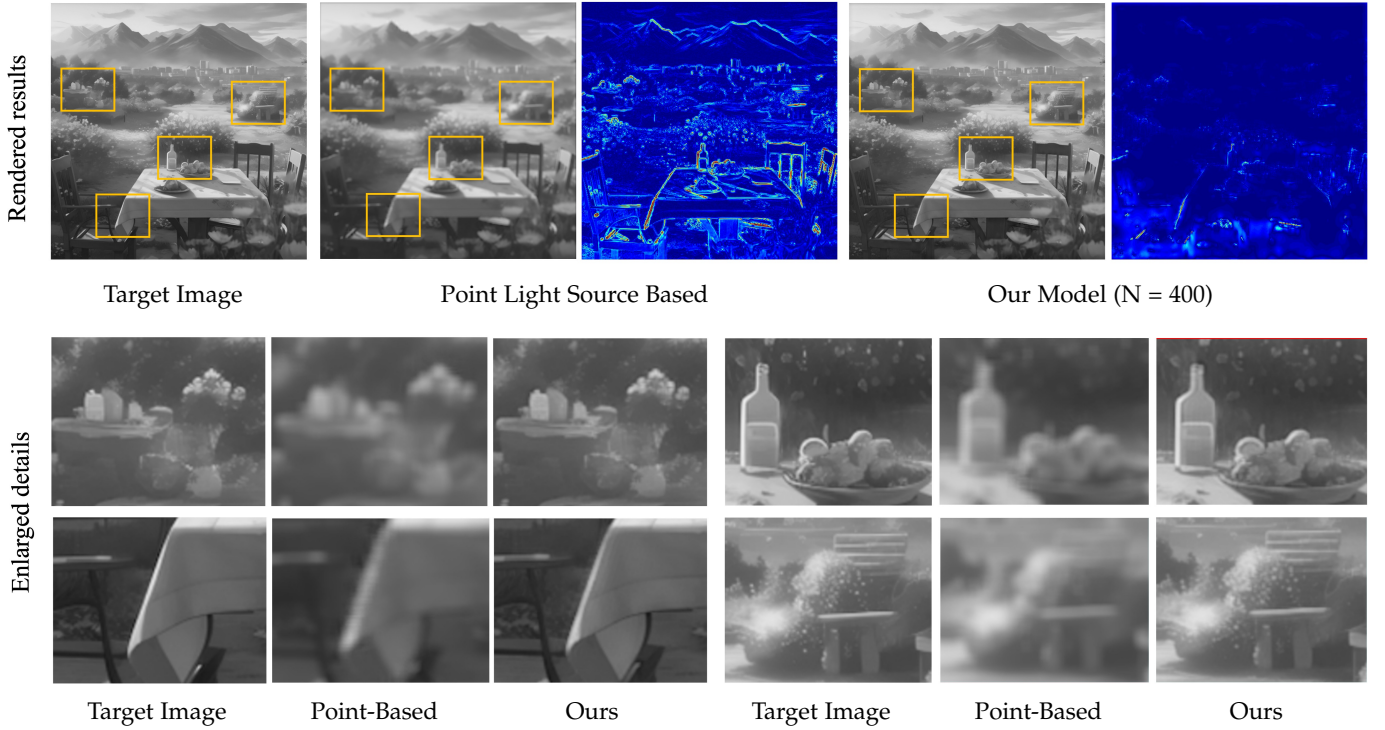 Rendered results
Target Image
Point Light Source Based
Our Model (N = 400)
Enlarged details
Target Image
Point-Based
Ours
Target Image
Point-Based
Ours